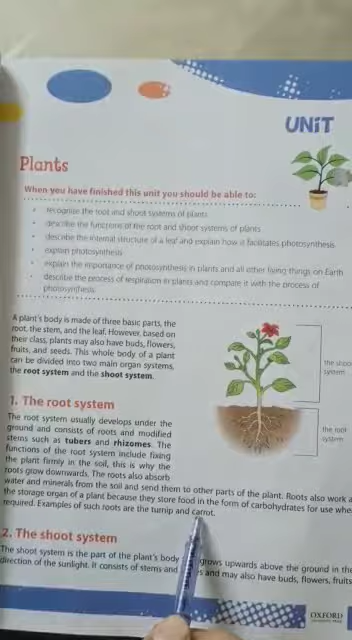 UNiT
Plants
When you have finished this unit you should be able to:
recognize the root and shoot systems of plants
describe the functions of the root and shoot systems of plants
describe the internal structure of a leaf and explain how it facilitates photosynthesis
explain photosynthesis
explain the importance of photosynthesis in plants and all other living things on Earth
describe the process of respiration in plants and compare it with the process of
photosynthesis.
A plant's body is made of three basic parts, the
root, the stem, and the leaf. However, based on
their class, plants may also have buds, flowers,
fruits, and seeds. This whole body of a plant
can be divided into two main organ systems,
the root system and the shoot system.
the shoot
system
the root
system
1. The root system
The root system usually develops under the
ground and consists of roots and modified
stems such as tubers and rhizomes. The
functions of the root system include fixing
the plant firmly in the soil, this is why the
roots grow downwards. The roots also absorb
water and minerals from the soil and send them to other parts of the plant. Roots also work a
the storage organ of a plant because they store food in the form of carbohydrates for use whe
required. Examples of such roots are the turnip and carrot.
2. The shoot system
The shoot system is the part of the plant's body grows upwards above the ground in the
direction of the sunlight. It consists of stems and s and may also have buds, flowers, fruits
OXFORD